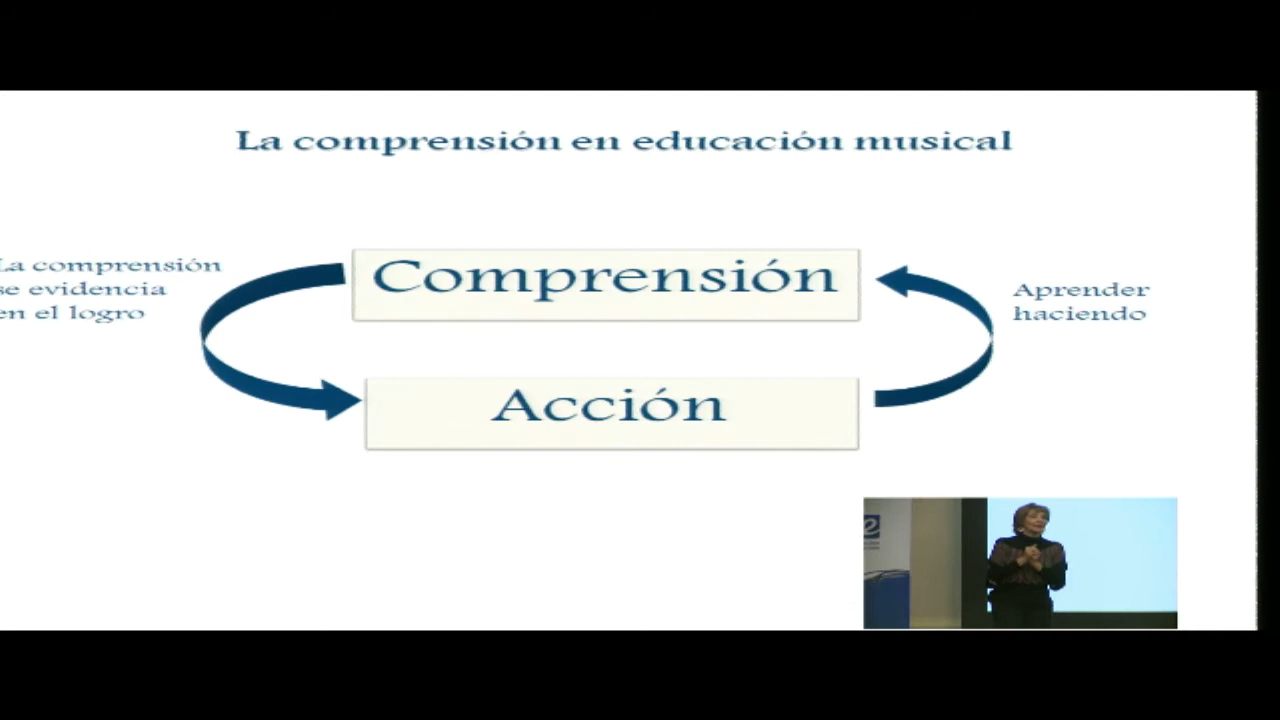 La comprensión en educación musical
La comprensión
se evidencia
en el logro
Comprensión
Aprender
haciendo
Acción
e